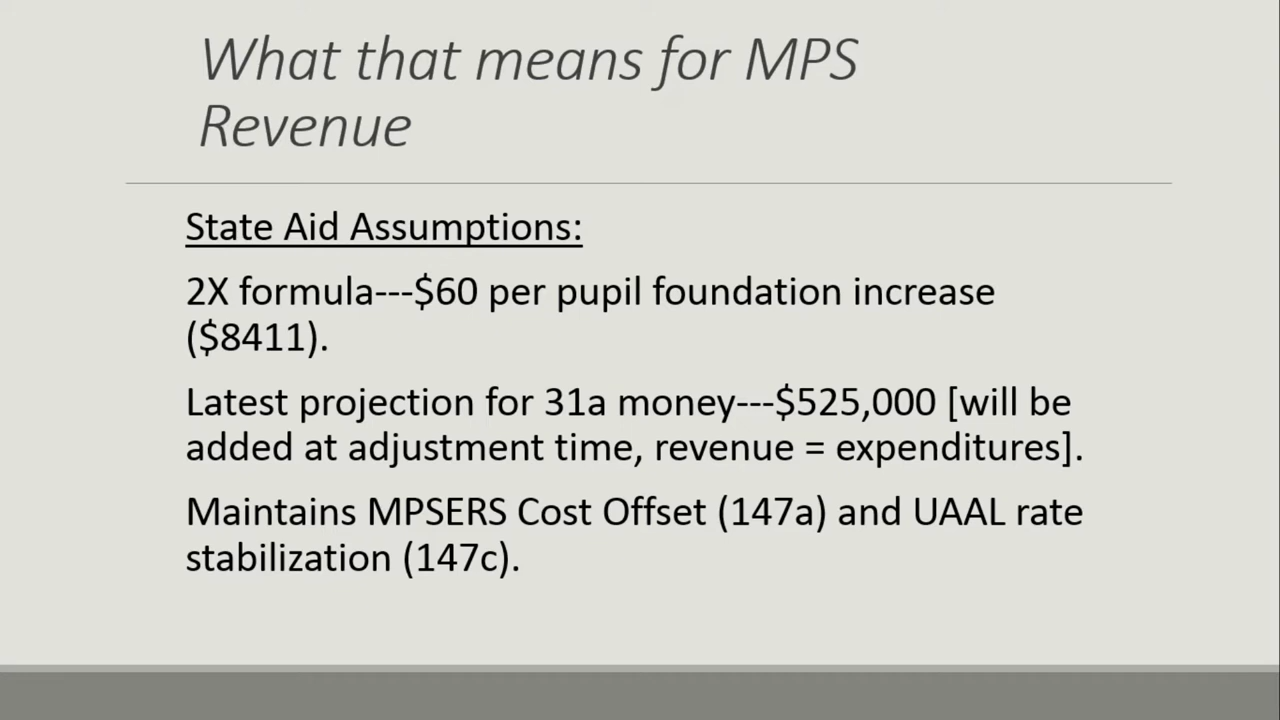 What that means for MPS
Revenue
State Aid Assumptions:
2X formula---$60 per pupil foundation increase
($8411).
Latest projection for 31a money---$525,000 [will be
added at adjustment time, revenue = expenditures].
Maintains MPSERS Cost Offset (147a) and UAAL rate
stabilization (147c).